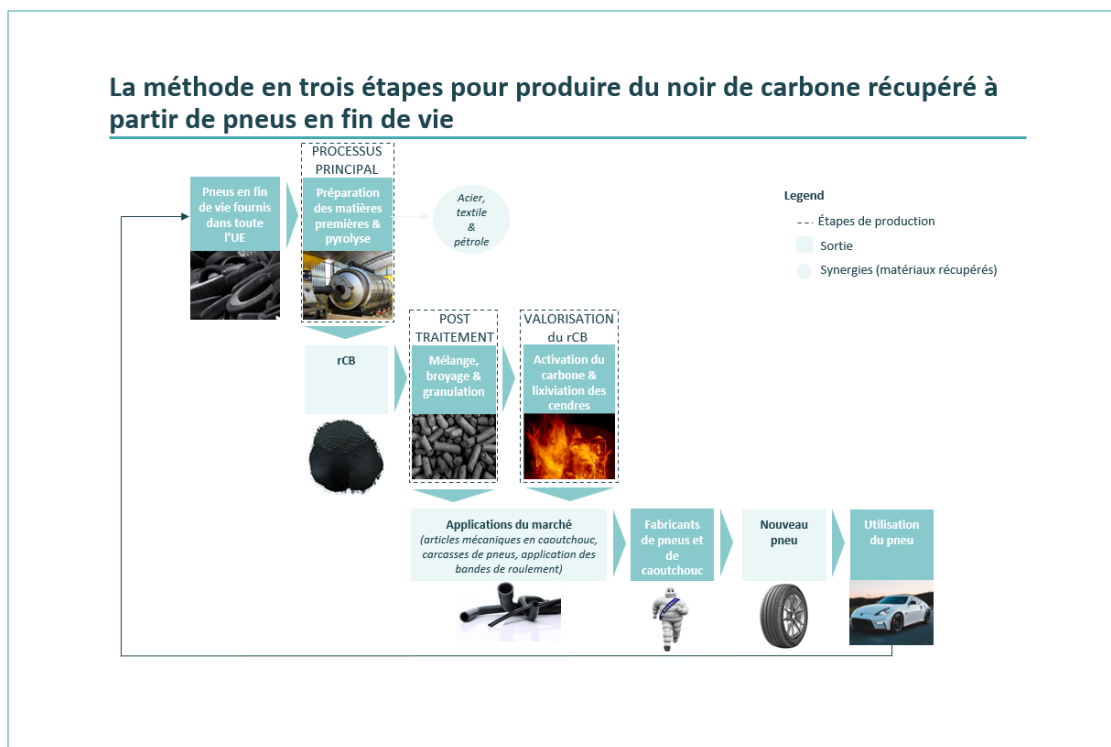 La méthode en trois étapes pour produire du noir de carbone récupéré à
partir de pneus en fin de vie
PROCESSUS
PRINCIPAL
Pneus en fin
de vie fournis
dans toute
l'UE
Préparation
des matières
premières &
pyrolyse
Acier,
textile
&
pétrole
Legend
Étapes de production
Sortie
Synergies (matériaux récupérés)
rCB
POST
TRAITEMENT
Mélange,
broyage &
granulation
VALORISATION
du rCB
Activation du
carbone &
lixiviation des
cendres
Applications du marché
(articles mécaniques en caoutchouc,
carcasses de pneus, application des
bandes de roulement)
Fabricants
de pneus et
de
caoutchouc
Nouveau
pneu
Utilisation
du pneu